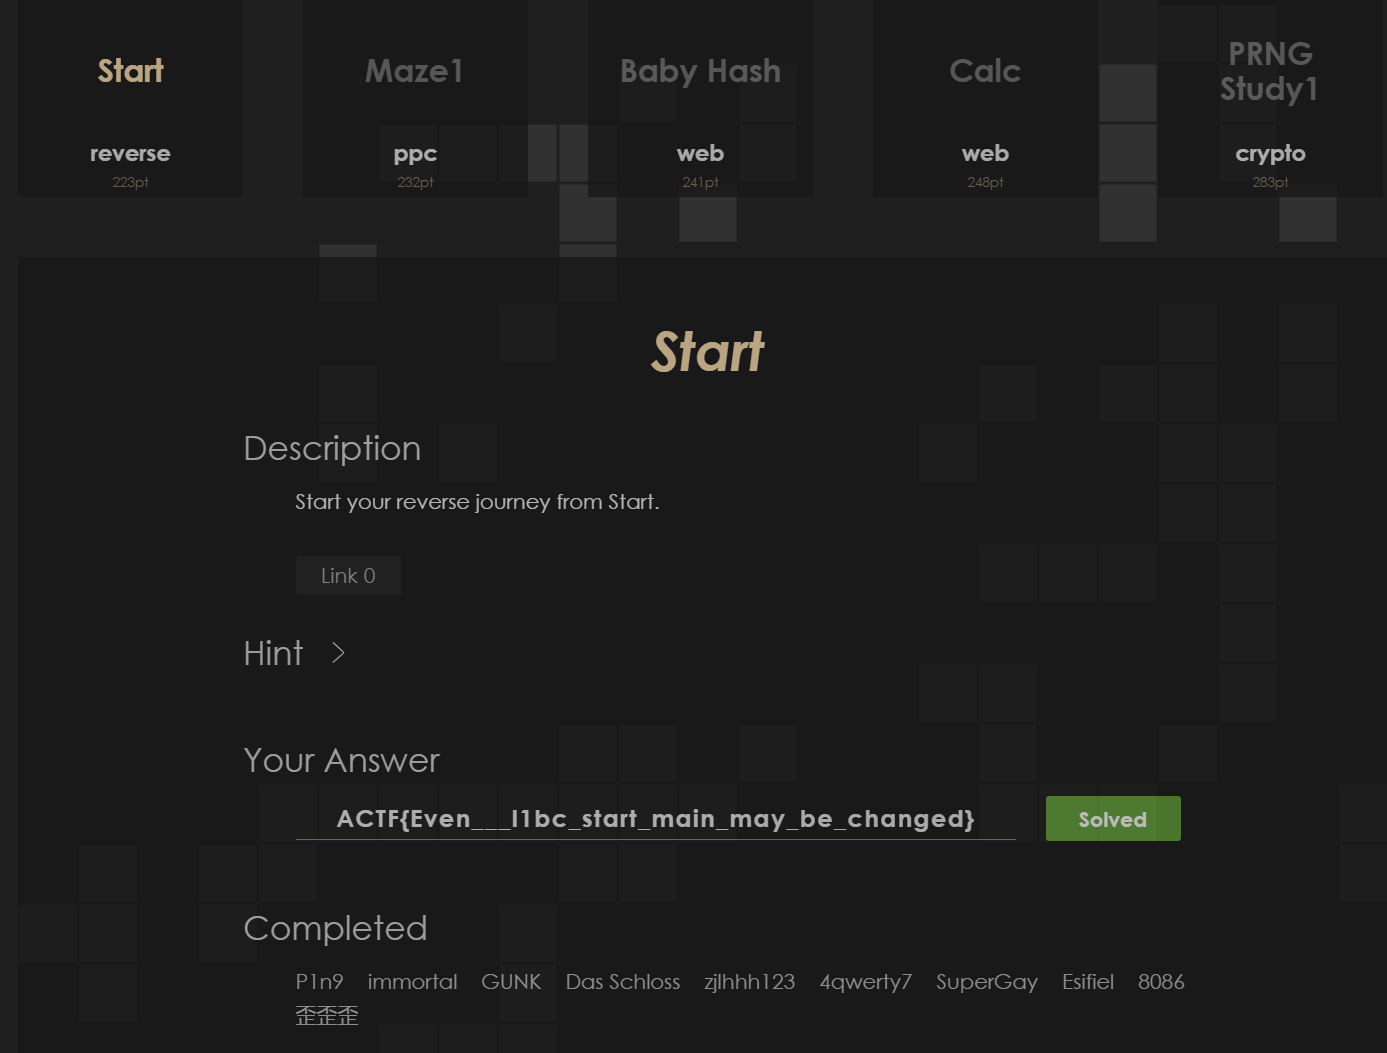 Start
Maze1
Baby Hash
Calc
PRNG
Study1
reverse
ppc
web
web
crypto
223pt
232pt
241pt
248pt
283pt
Start
Description
Start your reverse journey from Start.
Link 0
Hint
Your Answer
ACTF{Even___l1bc_start_main_may_be_changed}
Solved
Completed
P1n9 immortal GUNK Das Schloss zjlhhh123 4qwerty7 SuperGay Esifiel 8086
歪歪歪